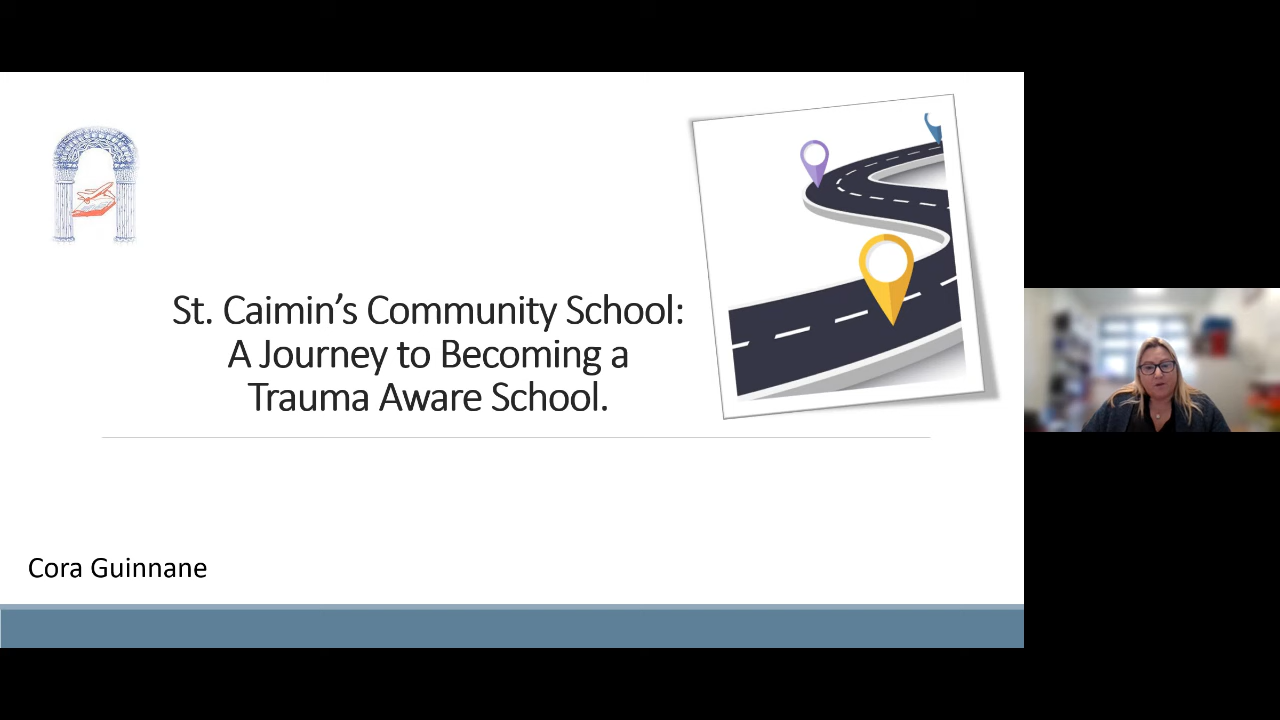 St. Caimin’s Community School:
A Journey to Becoming a
Trauma Aware School.
Cora Guinnane